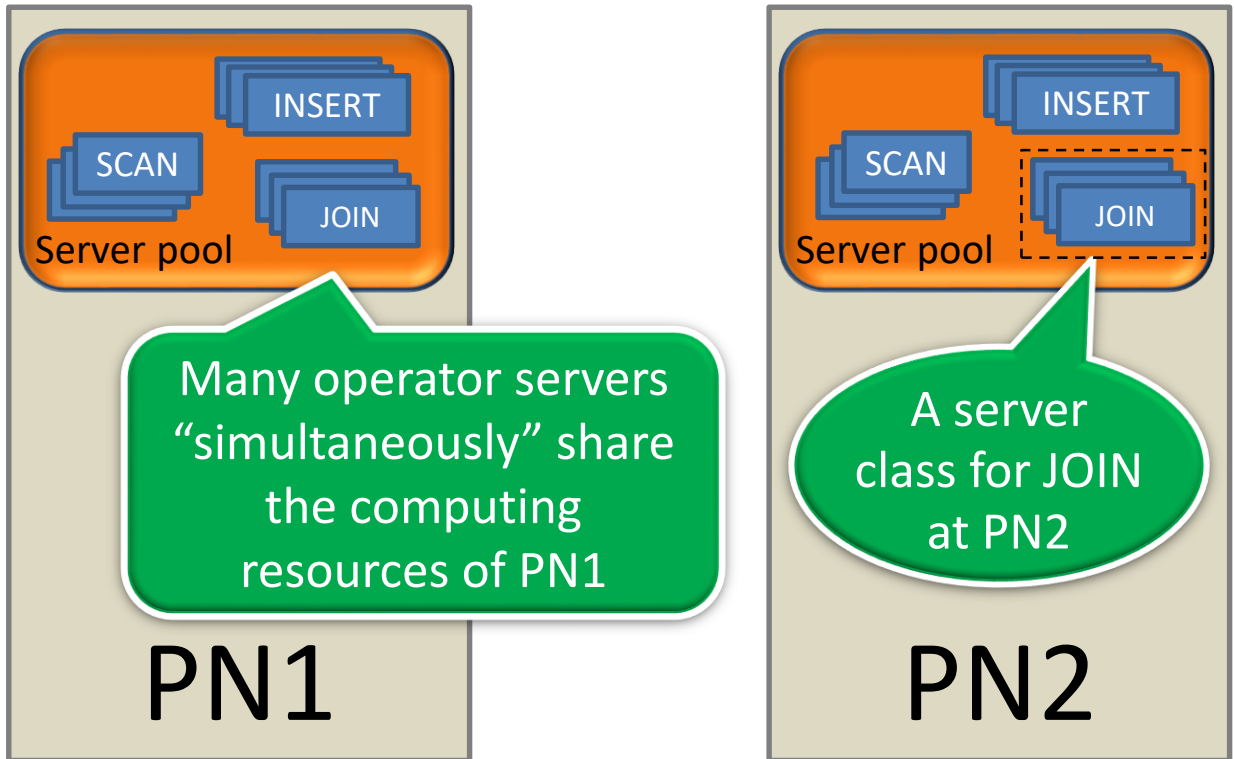 INSERT
SCAN
JOIN
Server pool
Many operator servers
“simultaneously” share
the computing
resources of PN1
PN1
INSERT
SCAN
JOIN
Server pool
A server
class for JOIN
at PN2
PN2